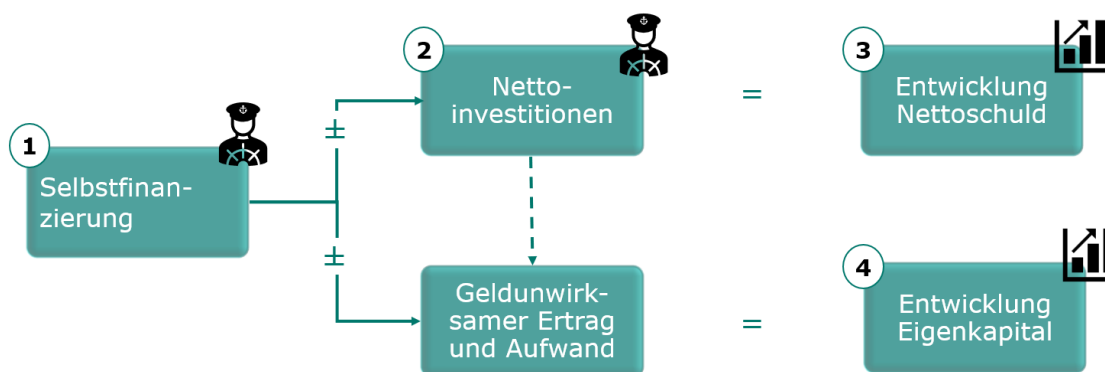 1
Selbstfinan-
zierung
±
±
2
Netto-
investitionen
=
3
Entwicklung
Nettoschuld
Geldunwirk-
samer Ertrag
und Aufwand
=
4
Entwicklung
Eigenkapital